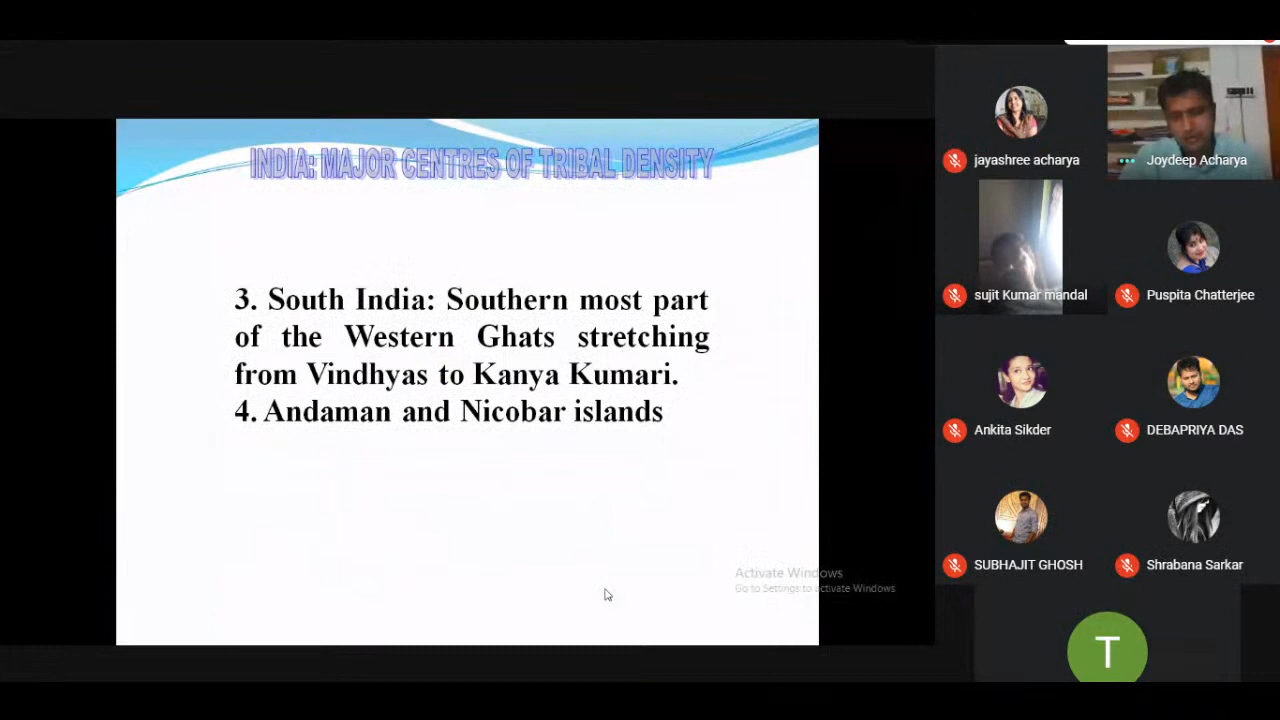 INDIA: MAJOR CENTRES OF TRIBAL DENSITY
3. South India: Southern most part
of the Western Ghats stretching
from Vindhyas to Kanya Kumari.
4. Andaman and Nicobar islands
Activate Windows
Go to Settings to activate Windows
jayashree acharya
Joydeep Acharya
sujit Kumar mandal
Puspita Chatterjee
Ankita Sikder
DEBAPRIYA DAS
SUBHAJIT GHOSH
Shrabana Sarkar
T